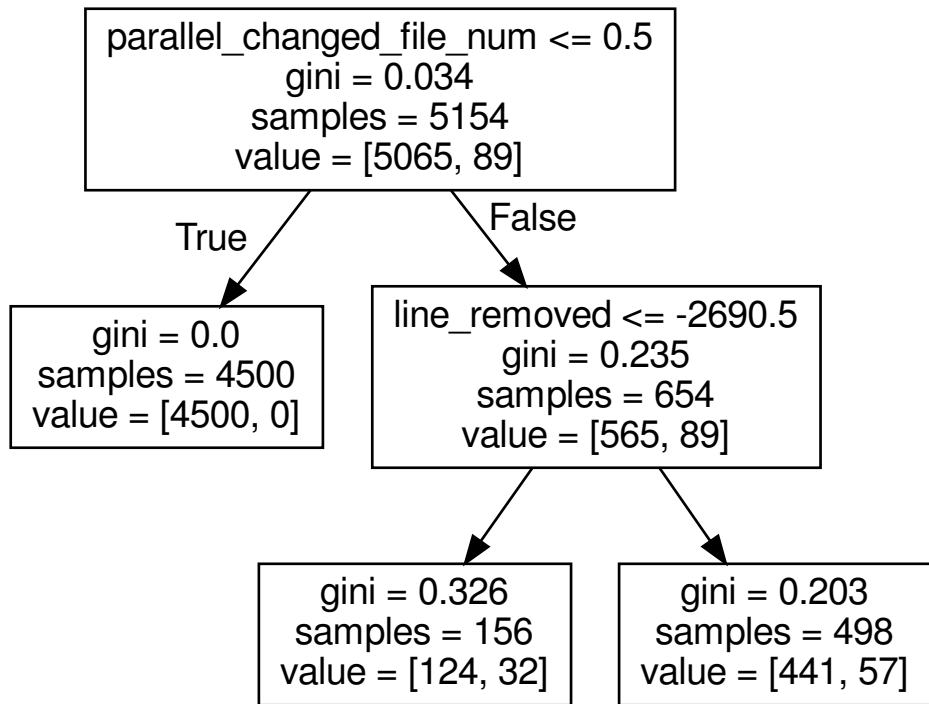 parallel_changed_file_num <= 0.5
gini = 0.034
samples = 5154
value = [5065, 89]
True
False
gini = 0.0
samples = 4500
value = [4500, 0]
line_removed <= -2690.5
gini = 0.235
samples = 654
value = [565, 89]
gini = 0.326
samples = 156
value = [124, 32]
gini = 0.203
samples = 498
value = [441, 57]